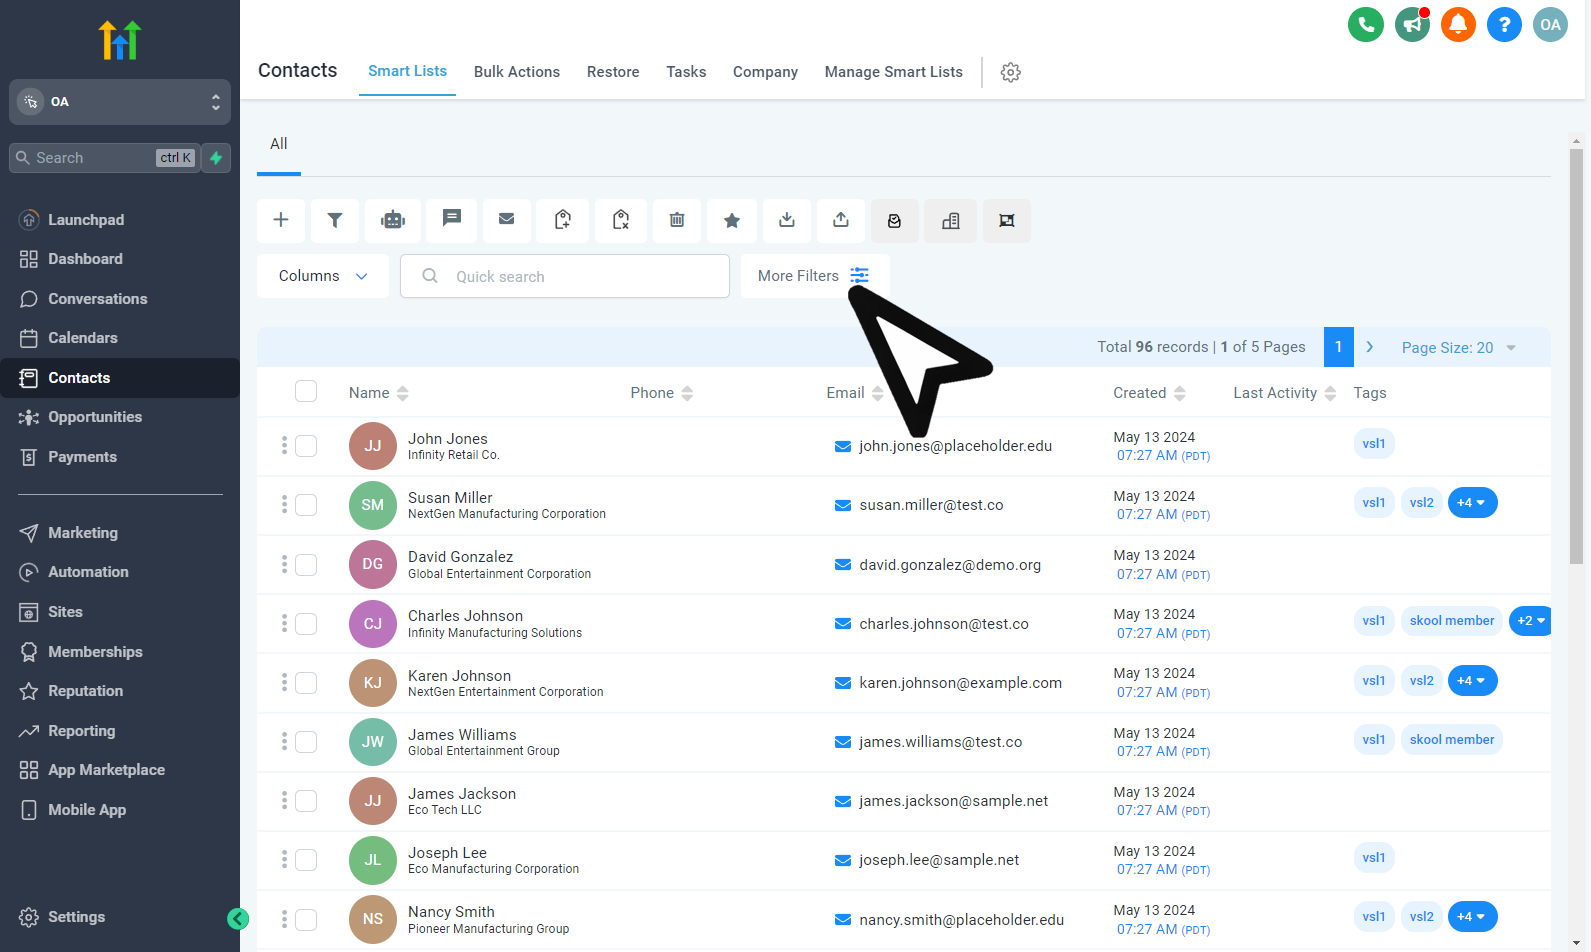 OA
OA
Search
ctrl K
Launchpad
Dashboard
Conversations
Calendars
Contacts
Opportunities
Payments
Marketing
Automation
Sites
Memberships
Reputation
Reporting
App Marketplace
Mobile App
Settings
Contacts Smart Lists Bulk Actions Restore Tasks Company Manage Smart Lists
All
Columns Quick search More Filters
Total 96 records | 1 of 5 Pages 1 Page Size: 20
Name Phone Email Created Last Activity Tags
JJ John Jones Infinity Retail Co. john.jones@placeholder.edu May 13 2024 07:27 AM (PDT) vsl1
SM Susan Miller NextGen Manufacturing Corporation susan.miller@test.co May 13 2024 07:27 AM (PDT) vsl1 vsl2 +4
DG David Gonzalez Global Entertainment Corporation david.gonzalez@demo.org May 13 2024 07:27 AM (PDT)
CJ Charles Johnson Infinity Manufacturing Solutions charles.johnson@test.co May 13 2024 07:27 AM (PDT) vsl1 skool member +2
KJ Karen Johnson NextGen Entertainment Corporation karen.johnson@example.com May 13 2024 07:27 AM (PDT) vsl1 vsl2 +4
JW James Williams Global Entertainment Group james.williams@test.co May 13 2024 07:27 AM (PDT) vsl1 skool member
JJ James Jackson Eco Tech LLC james.jackson@sample.net May 13 2024 07:27 AM (PDT)
JL Joseph Lee Eco Manufacturing Corporation joseph.lee@sample.net May 13 2024 07:27 AM (PDT) vsl1
NS Nancy Smith Pioneer Manufacturing Group nancy.smith@placeholder.edu May 13 2024 07:27 AM (PDT) vsl1 vsl2 +4